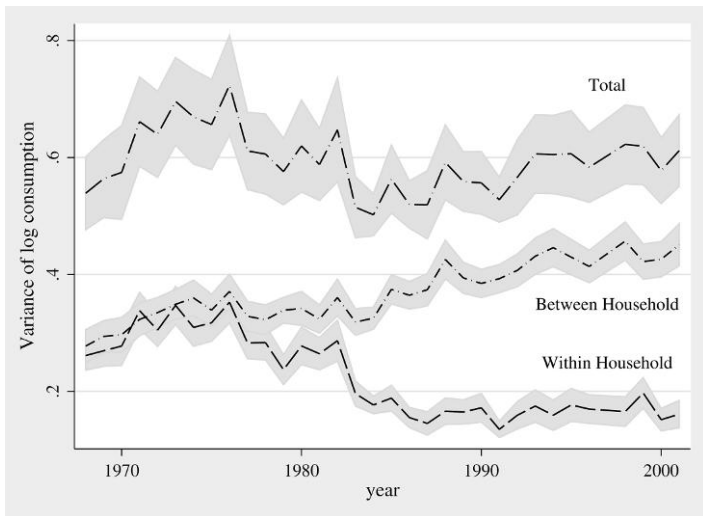 .8
.6
.4
.2
Variance of log consumption
Total
Between Household
Within Household
1970
1980
1990
2000
year